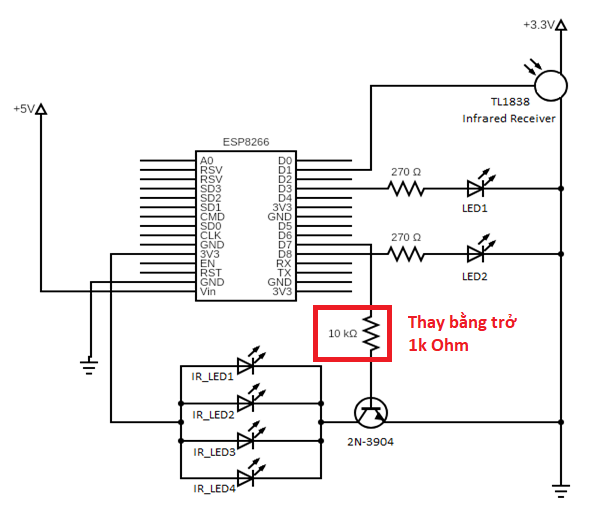 +3.3V
TL1838
Infrared Receiver
+5V
ESP8266
A0
RSV
RSV
SD3
SD2
SD1
CMD
SD0
CLK
GND
3V3
EN
RST
GND
Vin
D0
D1
D2
D3
D4
3V3
GND
D5
D6
D7
D8
RX
TX
GND
3V3
270 Ω
LED1
270 Ω
LED2
10 kΩ
Thay bằng trở
1k Ohm
IR_LED1
IR_LED2
IR_LED3
IR_LED4
2N-3904